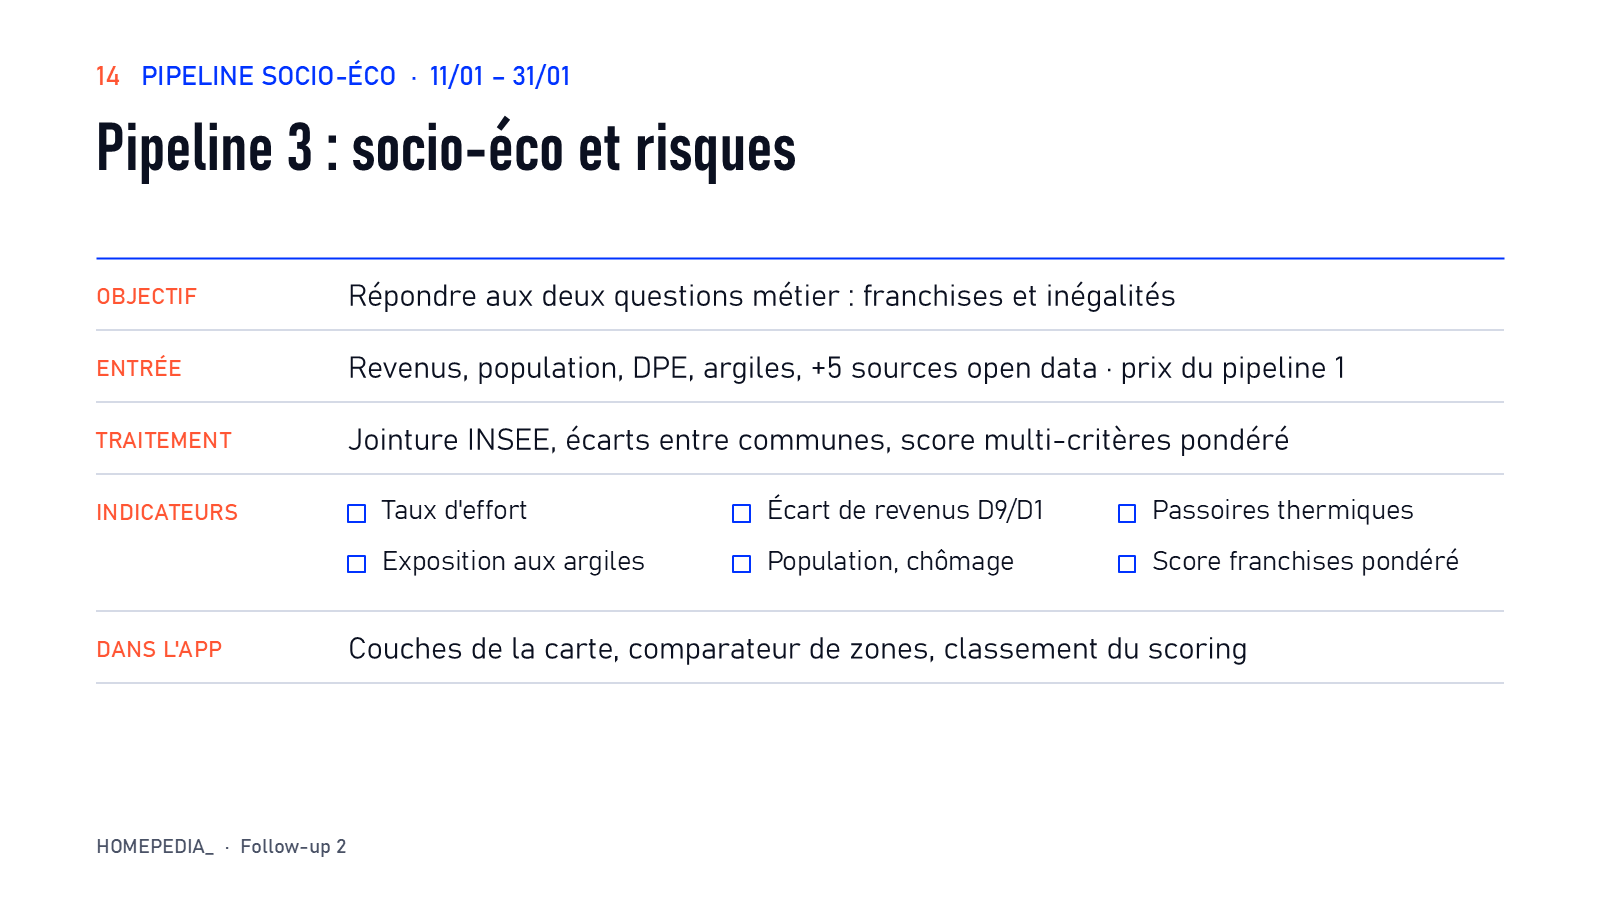 14 PIPELINE SOCIO-ÉCO · 11/01 – 31/01
Pipeline 3 : socio-éco et risques
OBJECTIF Répondre aux deux questions métier : franchises et inégalités
ENTRÉE Revenus, population, DPE, argiles, +5 sources open data · prix du pipeline 1
TRAITEMENT Jointure INSEE, écarts entre communes, score multi-critères pondéré
INDICATEURS Taux d'effort Écart de revenus D9/D1 Passoires thermiques
Exposition aux argiles Population, chômage Score franchises pondéré
DANS L'APP Couches de la carte, comparateur de zones, classement du scoring
HOMEPEDIA_ · Follow-up 2